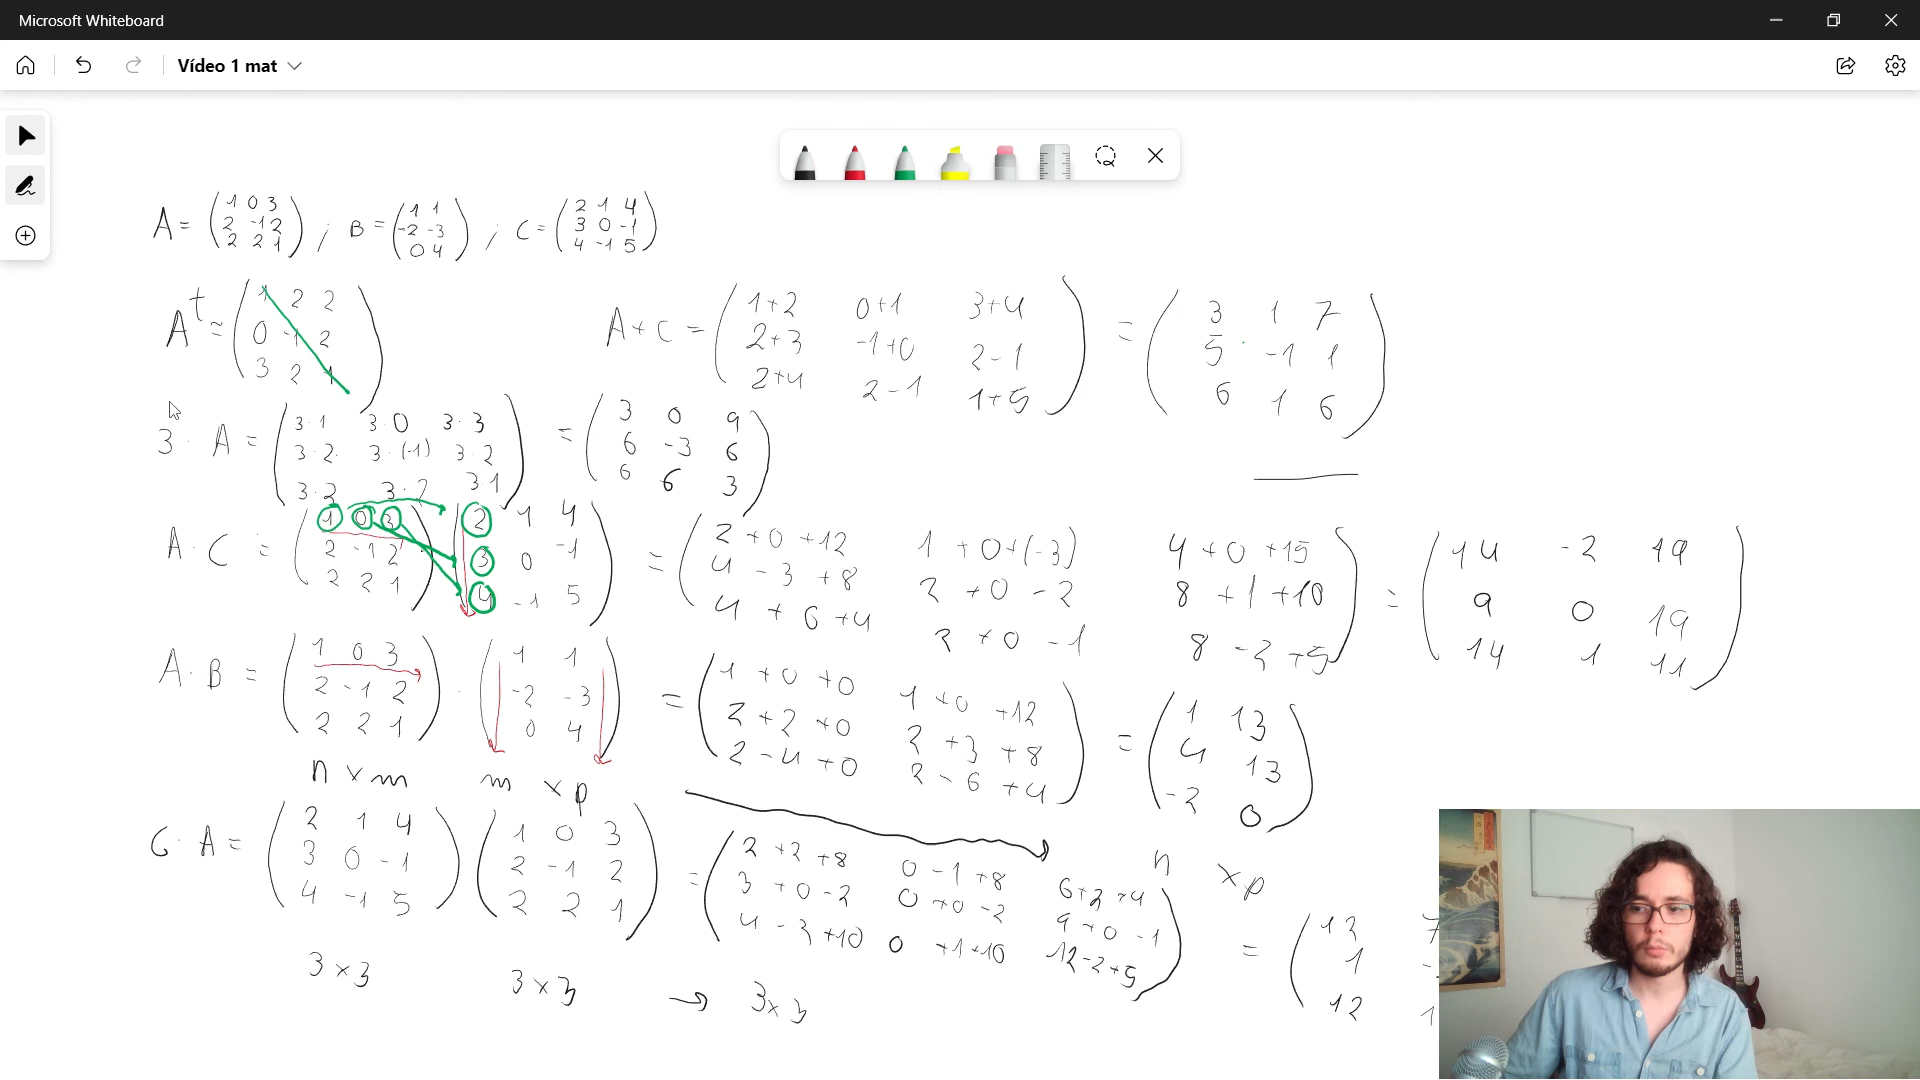 Microsoft Whiteboard
Vídeo 1 mat
A = (1 0 3 ; B = (1 1 ; C = (2 1 4
2 -1 2 -2 -3 3 0 -1
2 2 1) 0 4) 4 -1 5)
A^t = (1 2 2 A+C = (1+2 0+1 3+4 = (3 1 7
0 -1 2 2+3 -1+0 2-1 5 -1 1
3 2 1) 2+4 2-1 1+5) 6 1 6)
3 · A = (3·1 3·0 3·3 = (3 0 9
3·2 3·(-1) 3·2 6 -3 6
3·2 3·2 3·1) 6 6 3)
A · C = (1 0 3 (2 1 4 = (2+0+12 1+0+(-3) 4+0+15 = (14 -2 19
2 -1 2 3 0 -1 4-3+8 2+0-2 8+1+10 9 0 19
2 2 1) 4 -1 5) 4+6+4 2+0-1 8-2+5) 14 1 11)
A · B = (1 0 3 · (1 1 = (1+0+0 1+0+12 = (1 13
2 -1 2 -2 -3 2+2+0 2+3+8 4 13
2 2 1) 0 4) 2-4+0 2-6+4) -2 0)
n x m m x p n x p
C · A = (2 1 4 (1 0 3 = (2+2+8 0-1+8 6+2+4 = (12 7
3 0 -1 2 -1 2 3+0-2 0+0-2 9+0-1 1 -
4 -1 5) 2 2 1) 4-2+10 0+1+10 12-2+5) 12 1
3 x 3 3 x 3 → 3 x 3